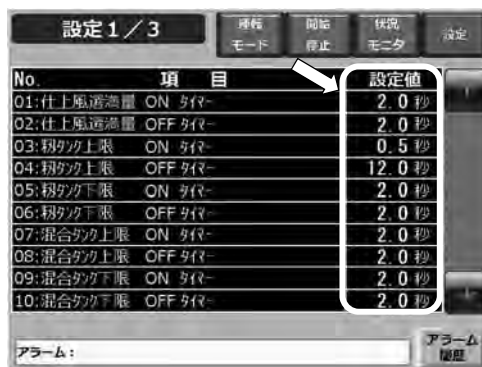 設定1／3
運転
モード
開始
停止
状況
モニタ
設定
No. 項 目 設定値
01:仕上風選満量 ON ﾀｲﾏｰ 2.0秒
02:仕上風選満量 OFF ﾀｲﾏｰ 2.0秒
03:籾ﾀﾝｸ上限 ON ﾀｲﾏｰ 0.5秒
04:籾ﾀﾝｸ上限 OFF ﾀｲﾏｰ 12.0秒
05:籾ﾀﾝｸ下限 ON ﾀｲﾏｰ 2.0秒
06:籾ﾀﾝｸ下限 OFF ﾀｲﾏｰ 2.0秒
07:混合ﾀﾝｸ上限 ON ﾀｲﾏｰ 2.0秒
08:混合ﾀﾝｸ上限 OFF ﾀｲﾏｰ 2.0秒
09:混合ﾀﾝｸ下限 ON ﾀｲﾏｰ 2.0秒
10:混合ﾀﾝｸ下限 OFF ﾀｲﾏｰ 2.0秒
アラーム:
アラーム
履歴